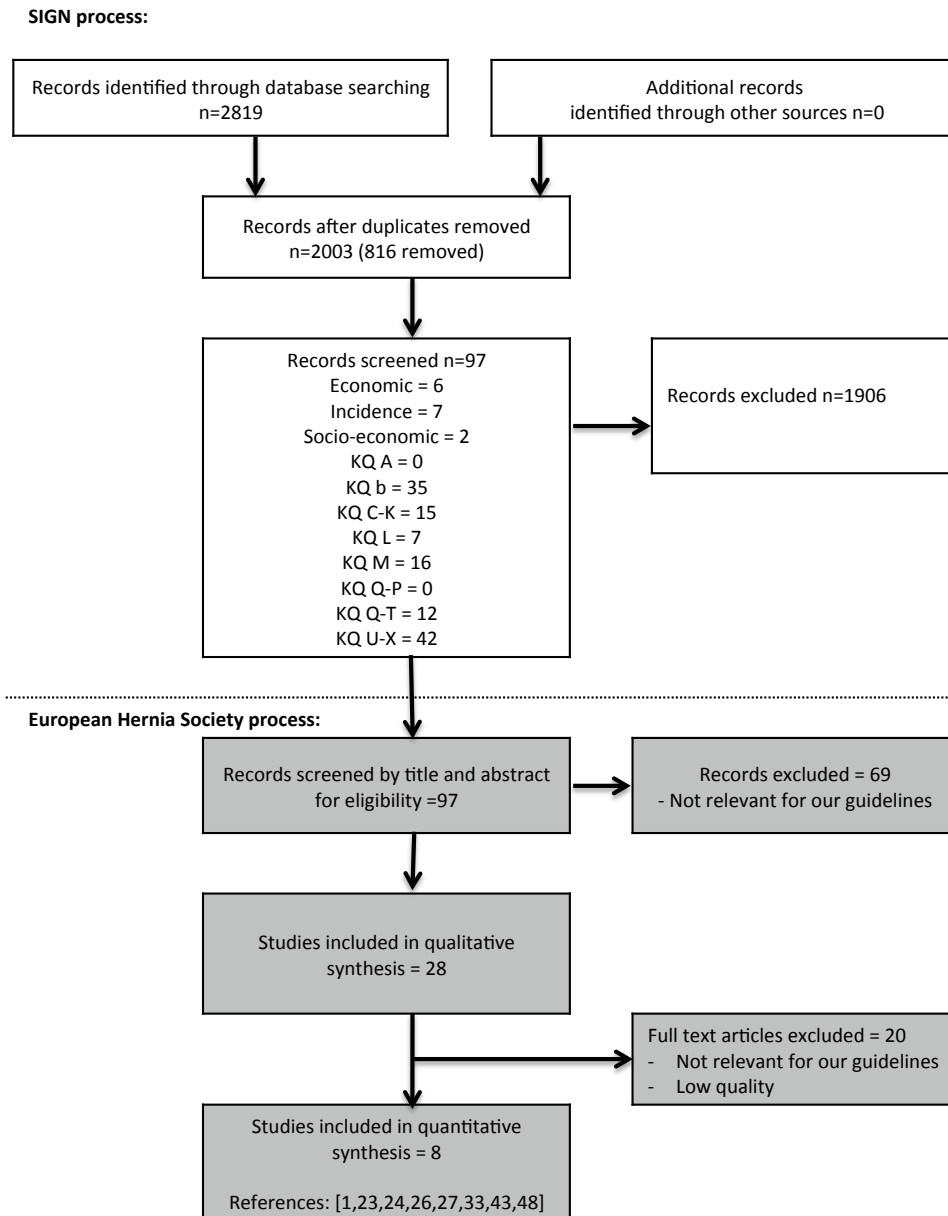 SIGN process:
Records identified through database searching
n=2819
Additional records
identified through other sources n=0
Records after duplicates removed
n=2003 (816 removed)
Records screened n=97
Economic = 6
Incidence = 7
Socio-economic = 2
KQ A = 0
KQ b = 35
KQ C-K = 15
KQ L = 7
KQ M = 16
KQ Q-P = 0
KQ Q-T = 12
KQ U-X = 42
Records excluded n=1906
European Hernia Society process:
Records screened by title and abstract
for eligibility =97
Records excluded = 69
- Not relevant for our guidelines
Studies included in qualitative
synthesis = 28
Full text articles excluded = 20
- Not relevant for our guidelines
- Low quality
Studies included in quantitative
synthesis = 8
References: [1,23,24,26,27,33,43,48]